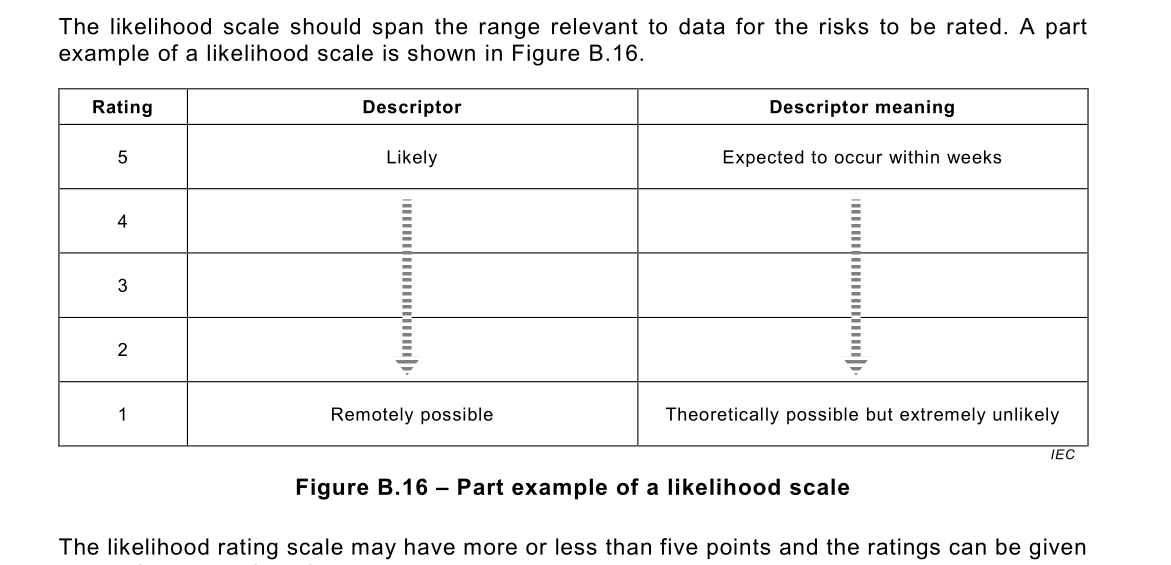 The likelihood scale should span the range relevant to data for the risks to be rated. A part
example of a likelihood scale is shown in Figure B.16.
Rating Descriptor Descriptor meaning
5 Likely Expected to occur within weeks
4
3
2
1 Remotely possible Theoretically possible but extremely unlikely
IEC
Figure B.16 – Part example of a likelihood scale
The likelihood rating scale may have more or less than five points and the ratings can be given